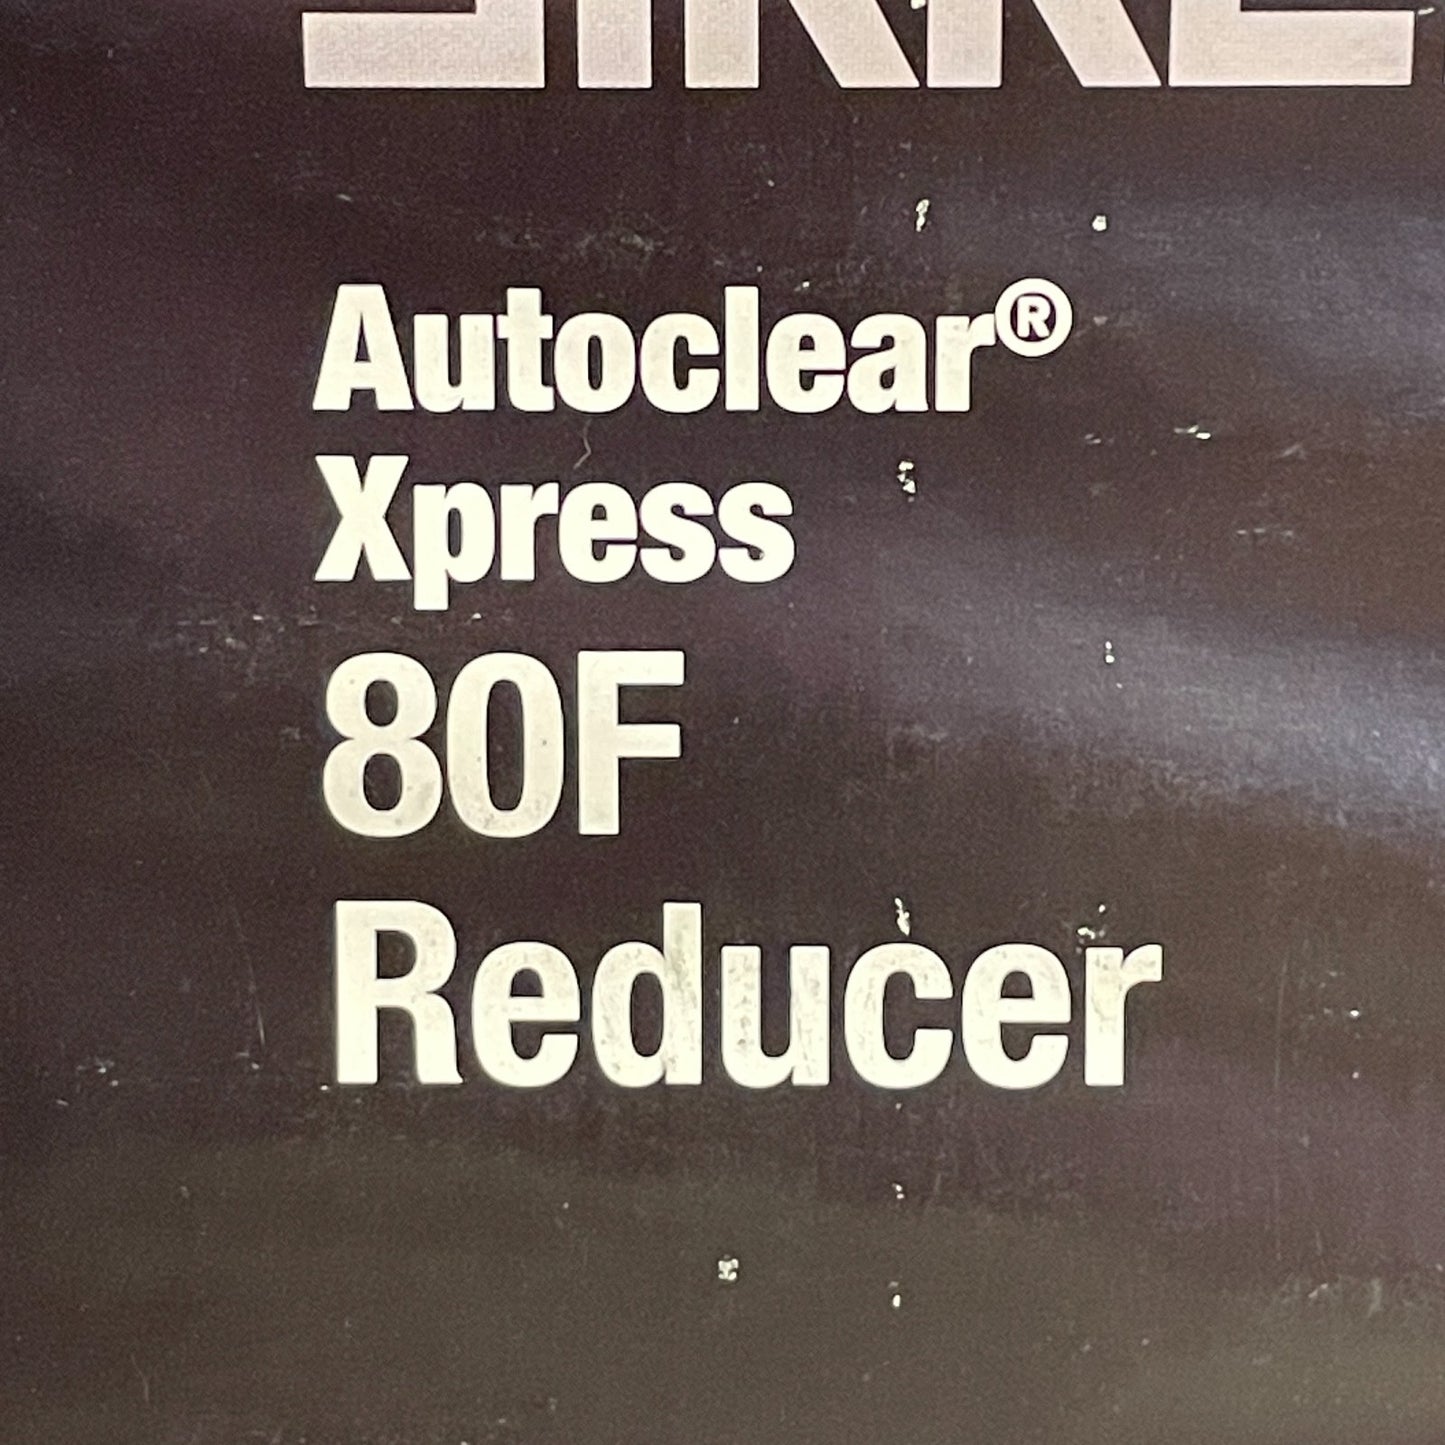 Autoclear®
Xpress
80F
Reducer